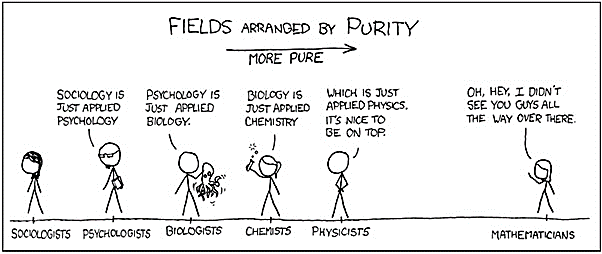 FIELDS ARRANGED BY PURITY
MORE PURE
SOCIOLOGY IS
JUST APPLIED
PSYCHOLOGY
PSYCHOLOGY IS
JUST APPLIED
BIOLOGY.
BIOLOGY IS
JUST APPLIED
CHEMISTRY
WHICH IS JUST
APPLIED PHYSICS.
IT'S NICE TO
BE ON TOP.
OH, HEY, I DIDN'T
SEE YOU GUYS ALL
THE WAY OVER THERE.
SOCIOLOGISTS
PSYCHOLOGISTS
BIOLOGISTS
CHEMISTS
PHYSICISTS
MATHEMATICIANS